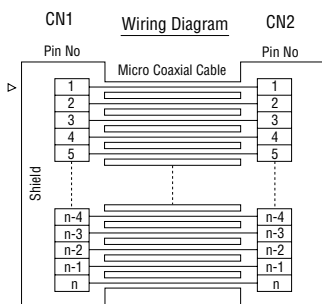 CN1 Wiring Diagram CN2
Pin No Pin No
Micro Coaxial Cable
1 1
2 2
3 3
4 4
5 5
Shield
n-4 n-4
n-3 n-3
n-2 n-2
n-1 n-1
n n